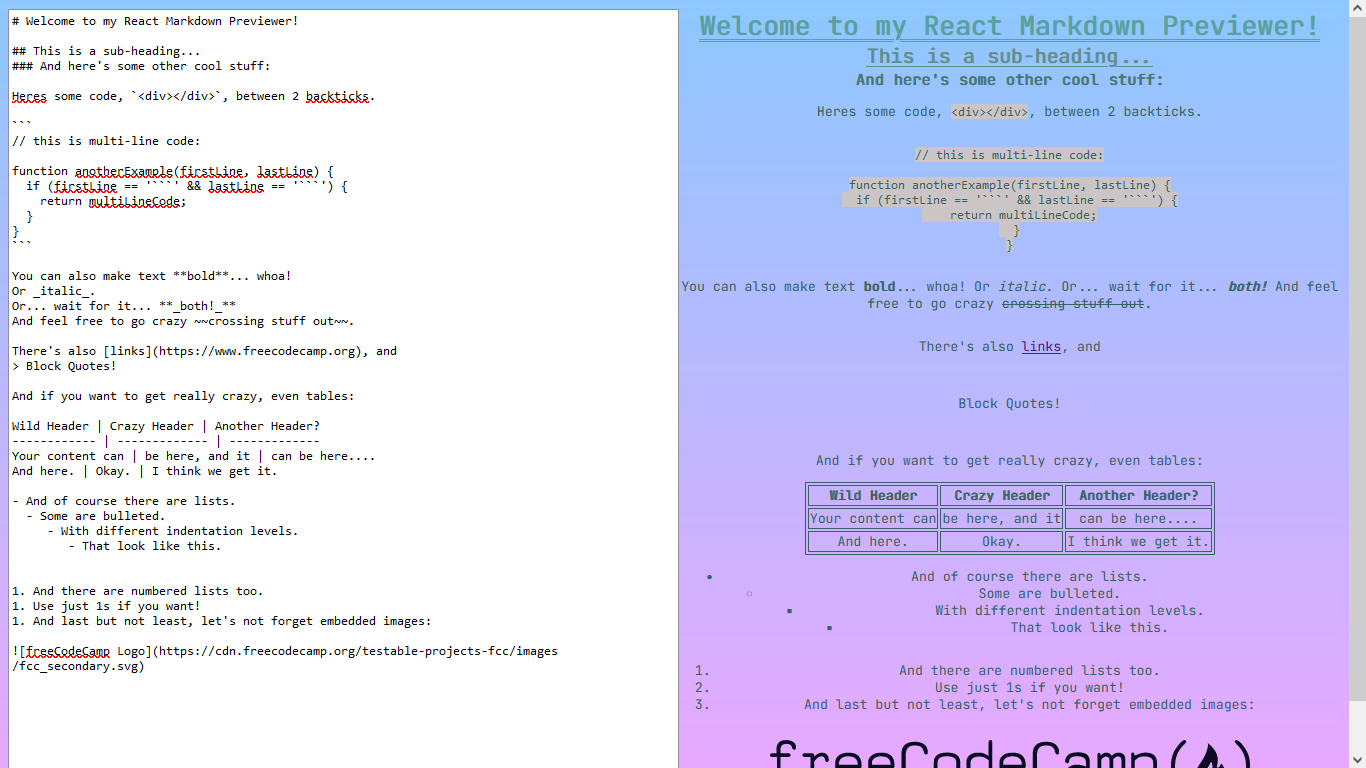 # Welcome to my React Markdown Previewer!
## This is a sub-heading...
### And here's some other cool stuff:
Heres some code, `<div></div>`, between 2 backticks.
```
// this is multi-line code:
function anotherExample(firstLine, lastLine) {
  if (firstLine == '```' && lastLine == '```') {
    return multiLineCode;
  }
}
```
You can also make text **bold**... whoa!
Or _italic_.
Or... wait for it... **_both!_**
And feel free to go crazy ~~crossing stuff out~~.
There's also [links](https://www.freecodecamp.org), and
> Block Quotes!
And if you want to get really crazy, even tables:
Wild Header | Crazy Header | Another Header?
------------ | ------------- | -------------
Your content can | be here, and it | can be here....
And here. | Okay. | I think we get it.
- And of course there are lists.
  - Some are bulleted.
     - With different indentation levels.
        - That look like this.
1. And there are numbered lists too.
1. Use just 1s if you want!
1. And last but not least, let's not forget embedded images:
![freeCodeCamp Logo](https://cdn.freecodecamp.org/testable-projects-fcc/images
/fcc_secondary.svg)
Welcome to my React Markdown Previewer!
This is a sub-heading...
And here's some other cool stuff:
Heres some code, <div></div>, between 2 backticks.
// this is multi-line code:
function anotherExample(firstLine, lastLine) {
  if (firstLine == '```' && lastLine == '```') {
    return multiLineCode;
  }
}
You can also make text bold... whoa! Or italic. Or... wait for it... both! And feel
free to go crazy crossing stuff out.
There's also links, and
Block Quotes!
And if you want to get really crazy, even tables:
Wild Header Crazy Header Another Header?
Your content can be here, and it can be here....
And here. Okay. I think we get it.
And of course there are lists.
Some are bulleted.
With different indentation levels.
That look like this.
1. And there are numbered lists too.
2. Use just 1s if you want!
3. And last but not least, let's not forget embedded images:
freeCodeCamp(
)